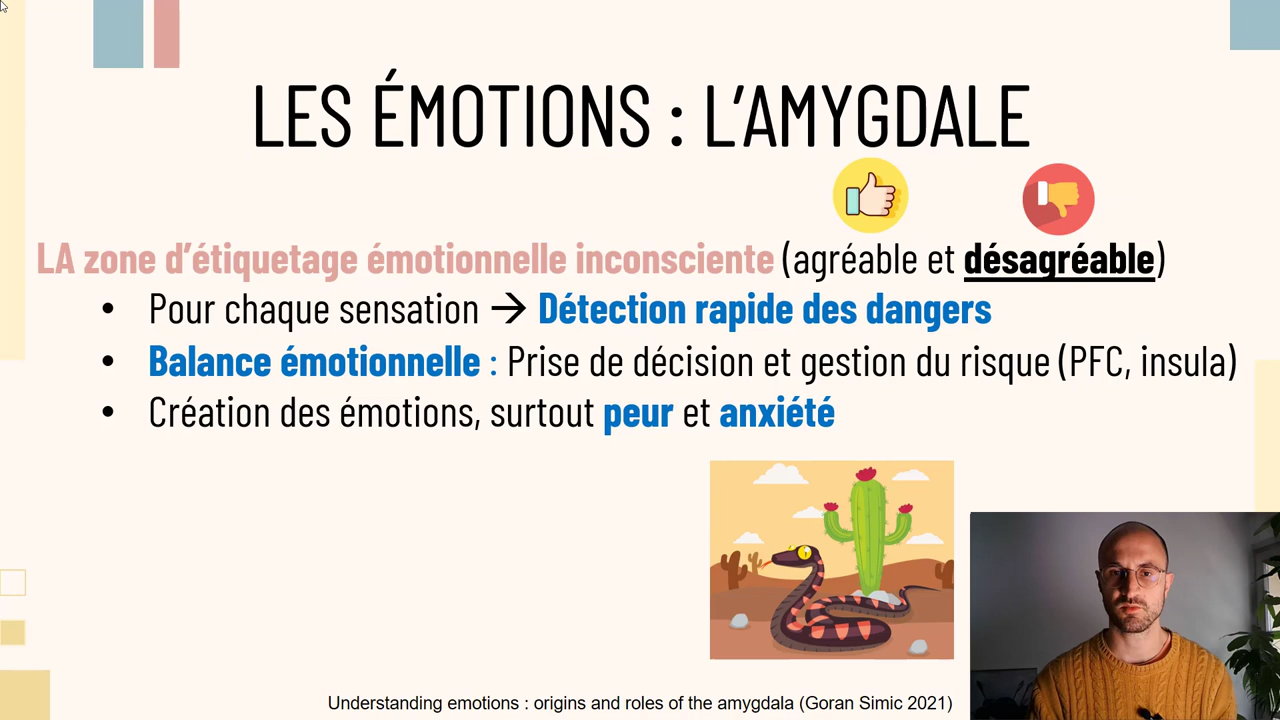 LES ÉMOTIONS : L’AMYGDALE
LA zone d’étiquetage émotionnelle inconsciente (agréable et désagréable)
• Pour chaque sensation → Détection rapide des dangers
• Balance émotionnelle : Prise de décision et gestion du risque (PFC, insula)
• Création des émotions, surtout peur et anxiété
Understanding emotions : origins and roles of the amygdala (Goran Simic 2021)